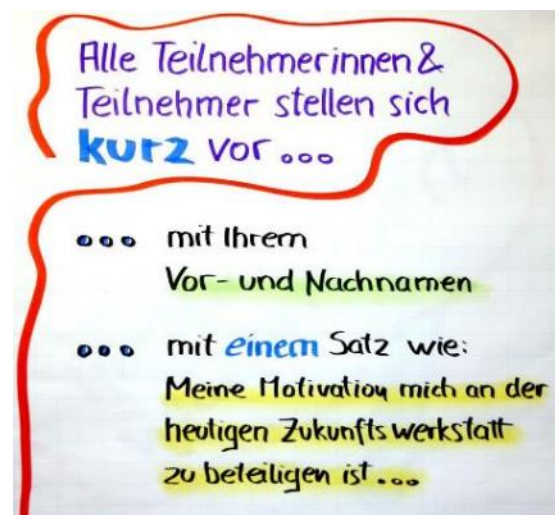 Alle Teilnehmerinnen &
Teilnehmer stellen sich
kurz vor ...
... mit Ihrem
Vor- und Nachnamen
... mit einem Satz wie:
Meine Motivation mich an der
heutigen Zukunftswerkstatt
zu beteiligen ist ...